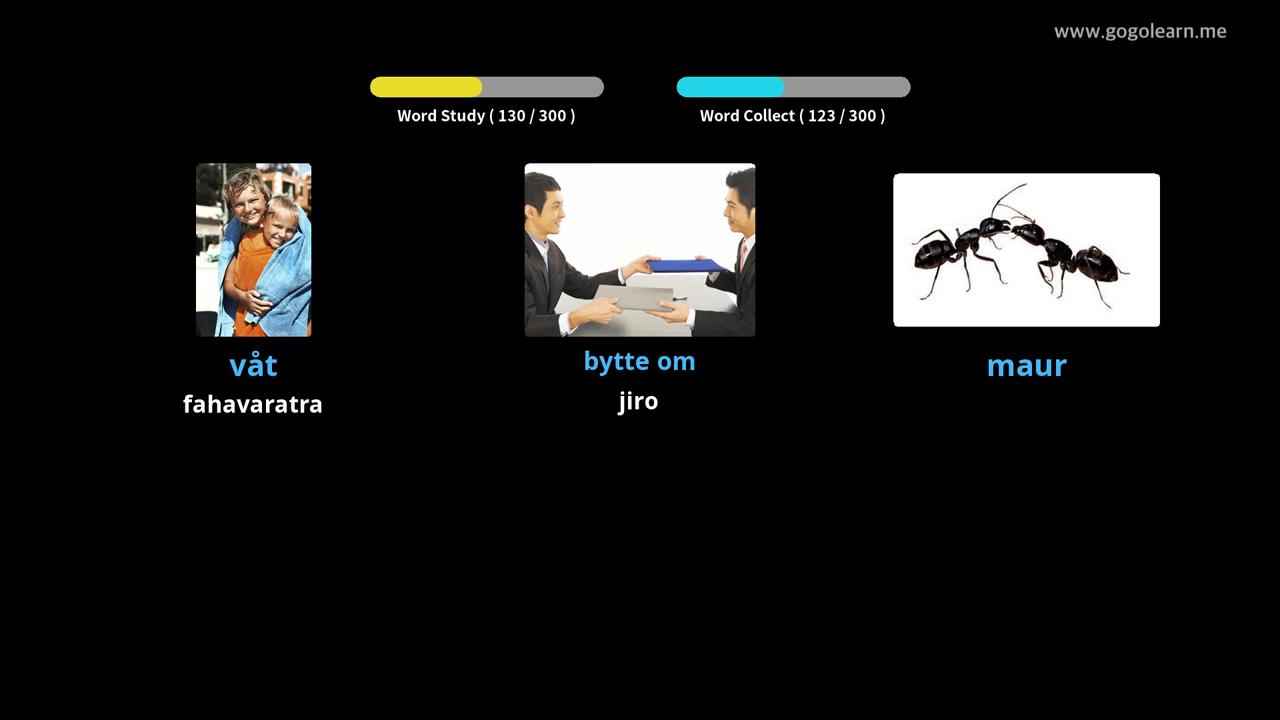 www.gogolearn.me
Word Study ( 130 / 300 )
Word Collect ( 123 / 300 )
våt
fahavaratra
bytte om
jiro
maur